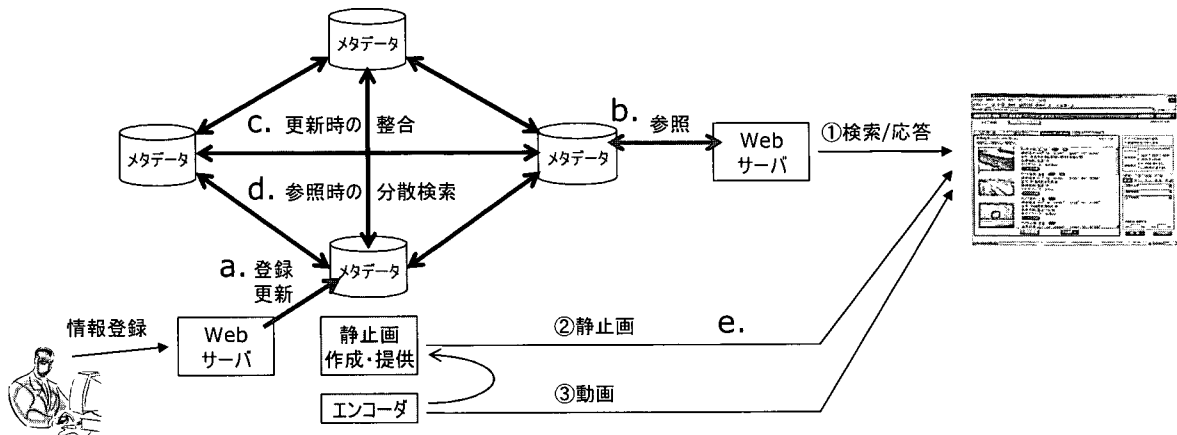 メタデータ
c. 更新時の 整合
b. 参照
メタデータ
メタデータ
Web
サーバ
①検索/応答
d. 参照時の 分散検索
a. 登録
更新
メタデータ
情報登録
Web
サーバ
静止画
作成・提供
②静止画
e.
エンコーダ
③動画